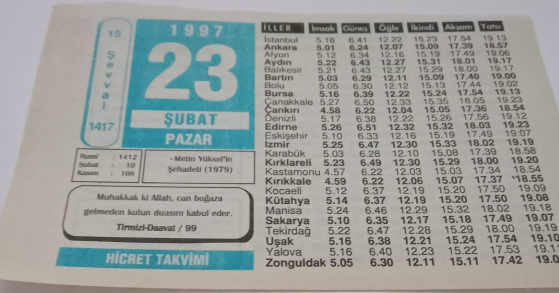 15
Şevval
1417
1997
23
ŞUBAT
PAZAR
Rumi : 1412
Şubat : 10
Kasım : 108
• Metin Yüksel'in
Şehadeti (1979)
Muhakkak ki Allah, can boğaza
gelmeden kulun duasını kabul eder.
Tirmizi-Daavat / 99
HİCRET TAKVİMİ
İLLER İmsak Güneş Öğle İkindi Akşam Yatsı
İstanbul 5.16 6.41 12.22 15.23 17.54 19.13
Ankara 5.01 6.24 12.07 15.09 17.39 18.57
Afyon 5.12 6.34 12.16 15.19 17.49 19.06
Aydın 5.22 6.43 12.27 15.31 18.01 19.17
Balıkesir 5.21 6.43 12.27 15.29 18.00 19.17
Bartın 5.03 6.29 12.11 15.09 17.40 19.00
Bolu 5.05 6.30 12.12 15.13 17.44 19.02
Bursa 5.16 6.39 12.22 15.24 17.54 19.13
Çanakkale 5.27 6.50 12.33 15.35 18.05 19.23
Çankırı 4.58 6.22 12.04 15.05 17.36 18.54
Denizli 5.17 6.38 12.22 15.26 17.56 19.12
Edirne 5.26 6.51 12.32 15.32 18.03 19.23
Eskişehir 5.10 6.33 12.16 15.19 17.49 19.07
İzmir 5.25 6.47 12.30 15.33 18.02 19.19
Karabük 5.03 6.28 12.10 15.08 17.39 18.58
Kırklareli 5.23 6.49 12.30 15.29 18.00 19.20
Kastamonu 4.57 6.22 12.03 15.03 17.34 18.54
Kırıkkale 4.59 6.22 12.06 15.07 17.37 18.55
Kocaeli 5.12 6.37 12.19 15.20 17.50 19.09
Kütahya 5.14 6.37 12.19 15.20 17.50 19.08
Manisa 5.24 6.46 12.29 15.32 18.02 19.18
Sakarya 5.10 6.35 12.17 15.18 17.49 19.07
Tekirdağ 5.22 6.47 12.28 15.29 18.00 19.19
Uşak 5.16 6.38 12.21 15.24 17.54 19.10
Yalova 5.16 6.40 12.23 15.22 17.53
Zonguldak 5.05 6.30 12.11 15.11 17.42